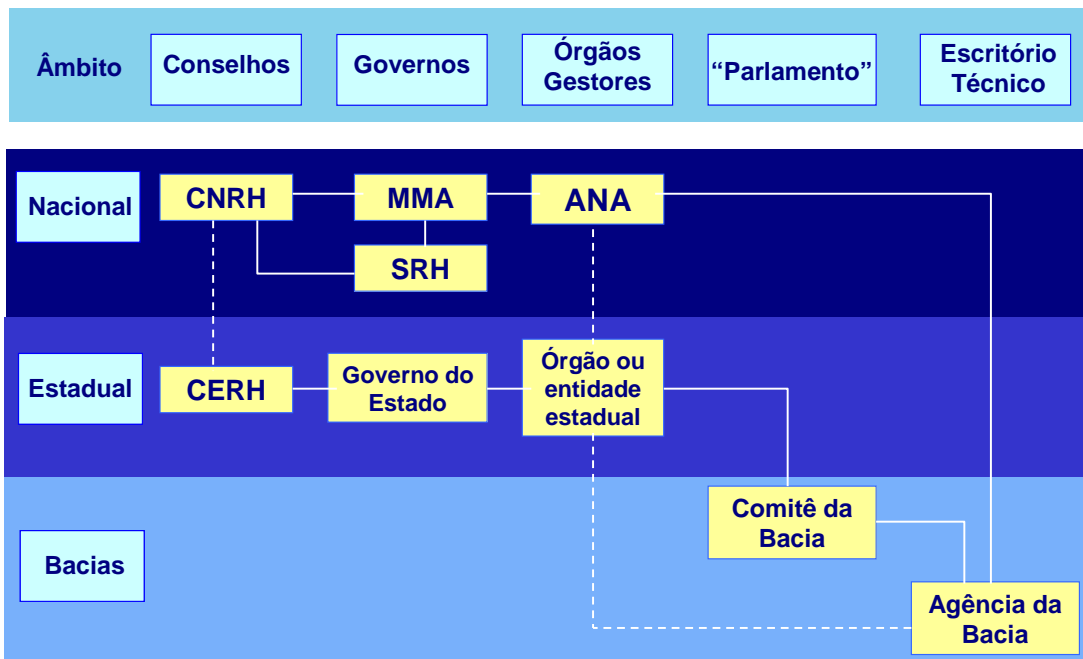 Âmbito
Conselhos
Governos
Órgãos
Gestores
“Parlamento”
Escritório
Técnico
Nacional
CNRH
MMA
ANA
SRH
Estadual
CERH
Governo do
Estado
Órgão ou
entidade
estadual
Bacias
Comitê da
Bacia
Agência da
Bacia